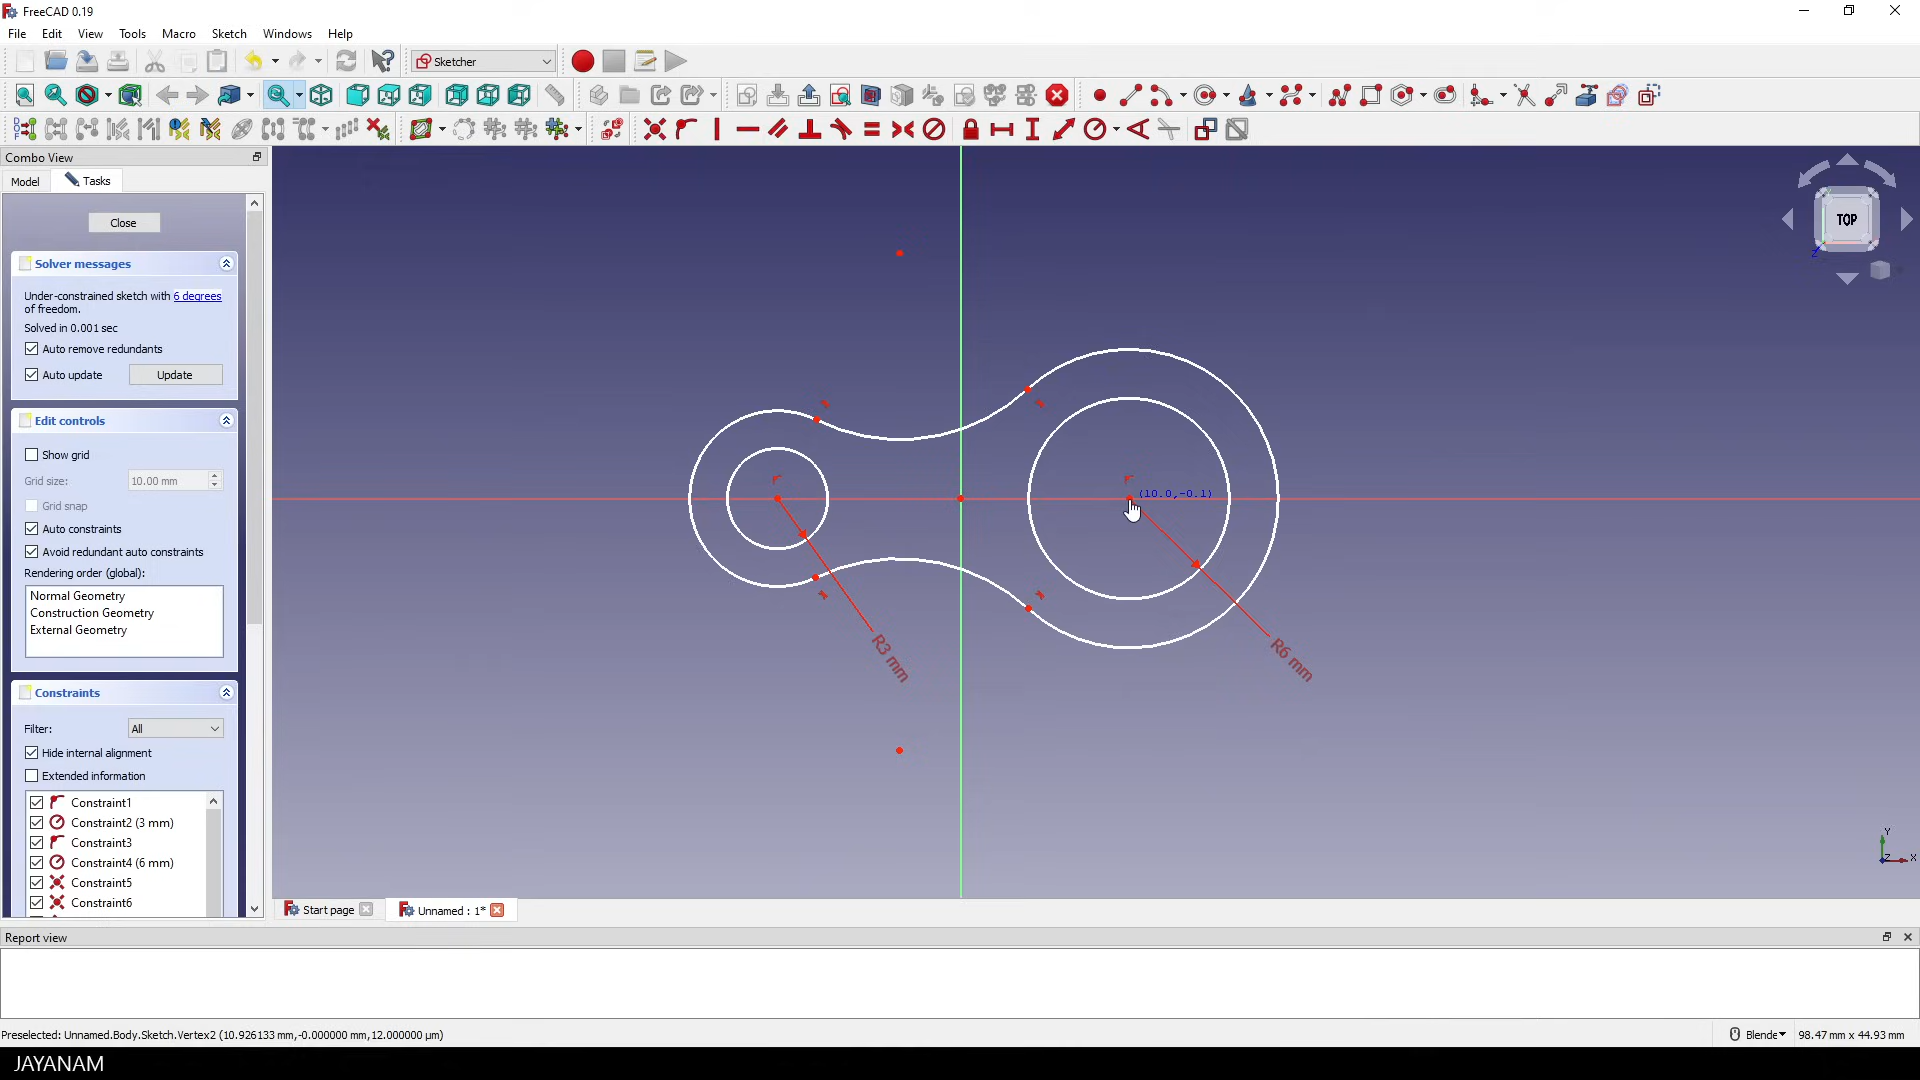 FreeCAD 0.19
File Edit View Tools Macro Sketch Windows Help
Sketcher
Combo View
Model Tasks
Close
Solver messages
Under-constrained sketch with 6 degrees
of freedom.
Solved in 0.001 sec
Auto remove redundants
Auto update Update
Edit controls
Show grid
Grid size: 10.00 mm
Grid snap
Auto constraints
Avoid redundant auto constraints
Rendering order (global):
Normal Geometry
Construction Geometry
External Geometry
Constraints
Filter: All
Hide internal alignment
Extended information
Constraint1
Constraint2 (3 mm)
Constraint3
Constraint4 (6 mm)
Constraint5
Constraint6
TOP
Z
(10.0,-0.1)
R3 mm
R6 mm
Y
Z X
Start page Unnamed : 1*
Report view
Preselected: Unnamed.Body.Sketch.Vertex2 (10.926133 mm,-0.000000 mm,12.000000 µm)
Blende 98.47 mm x 44.93 mm
JAYANAM